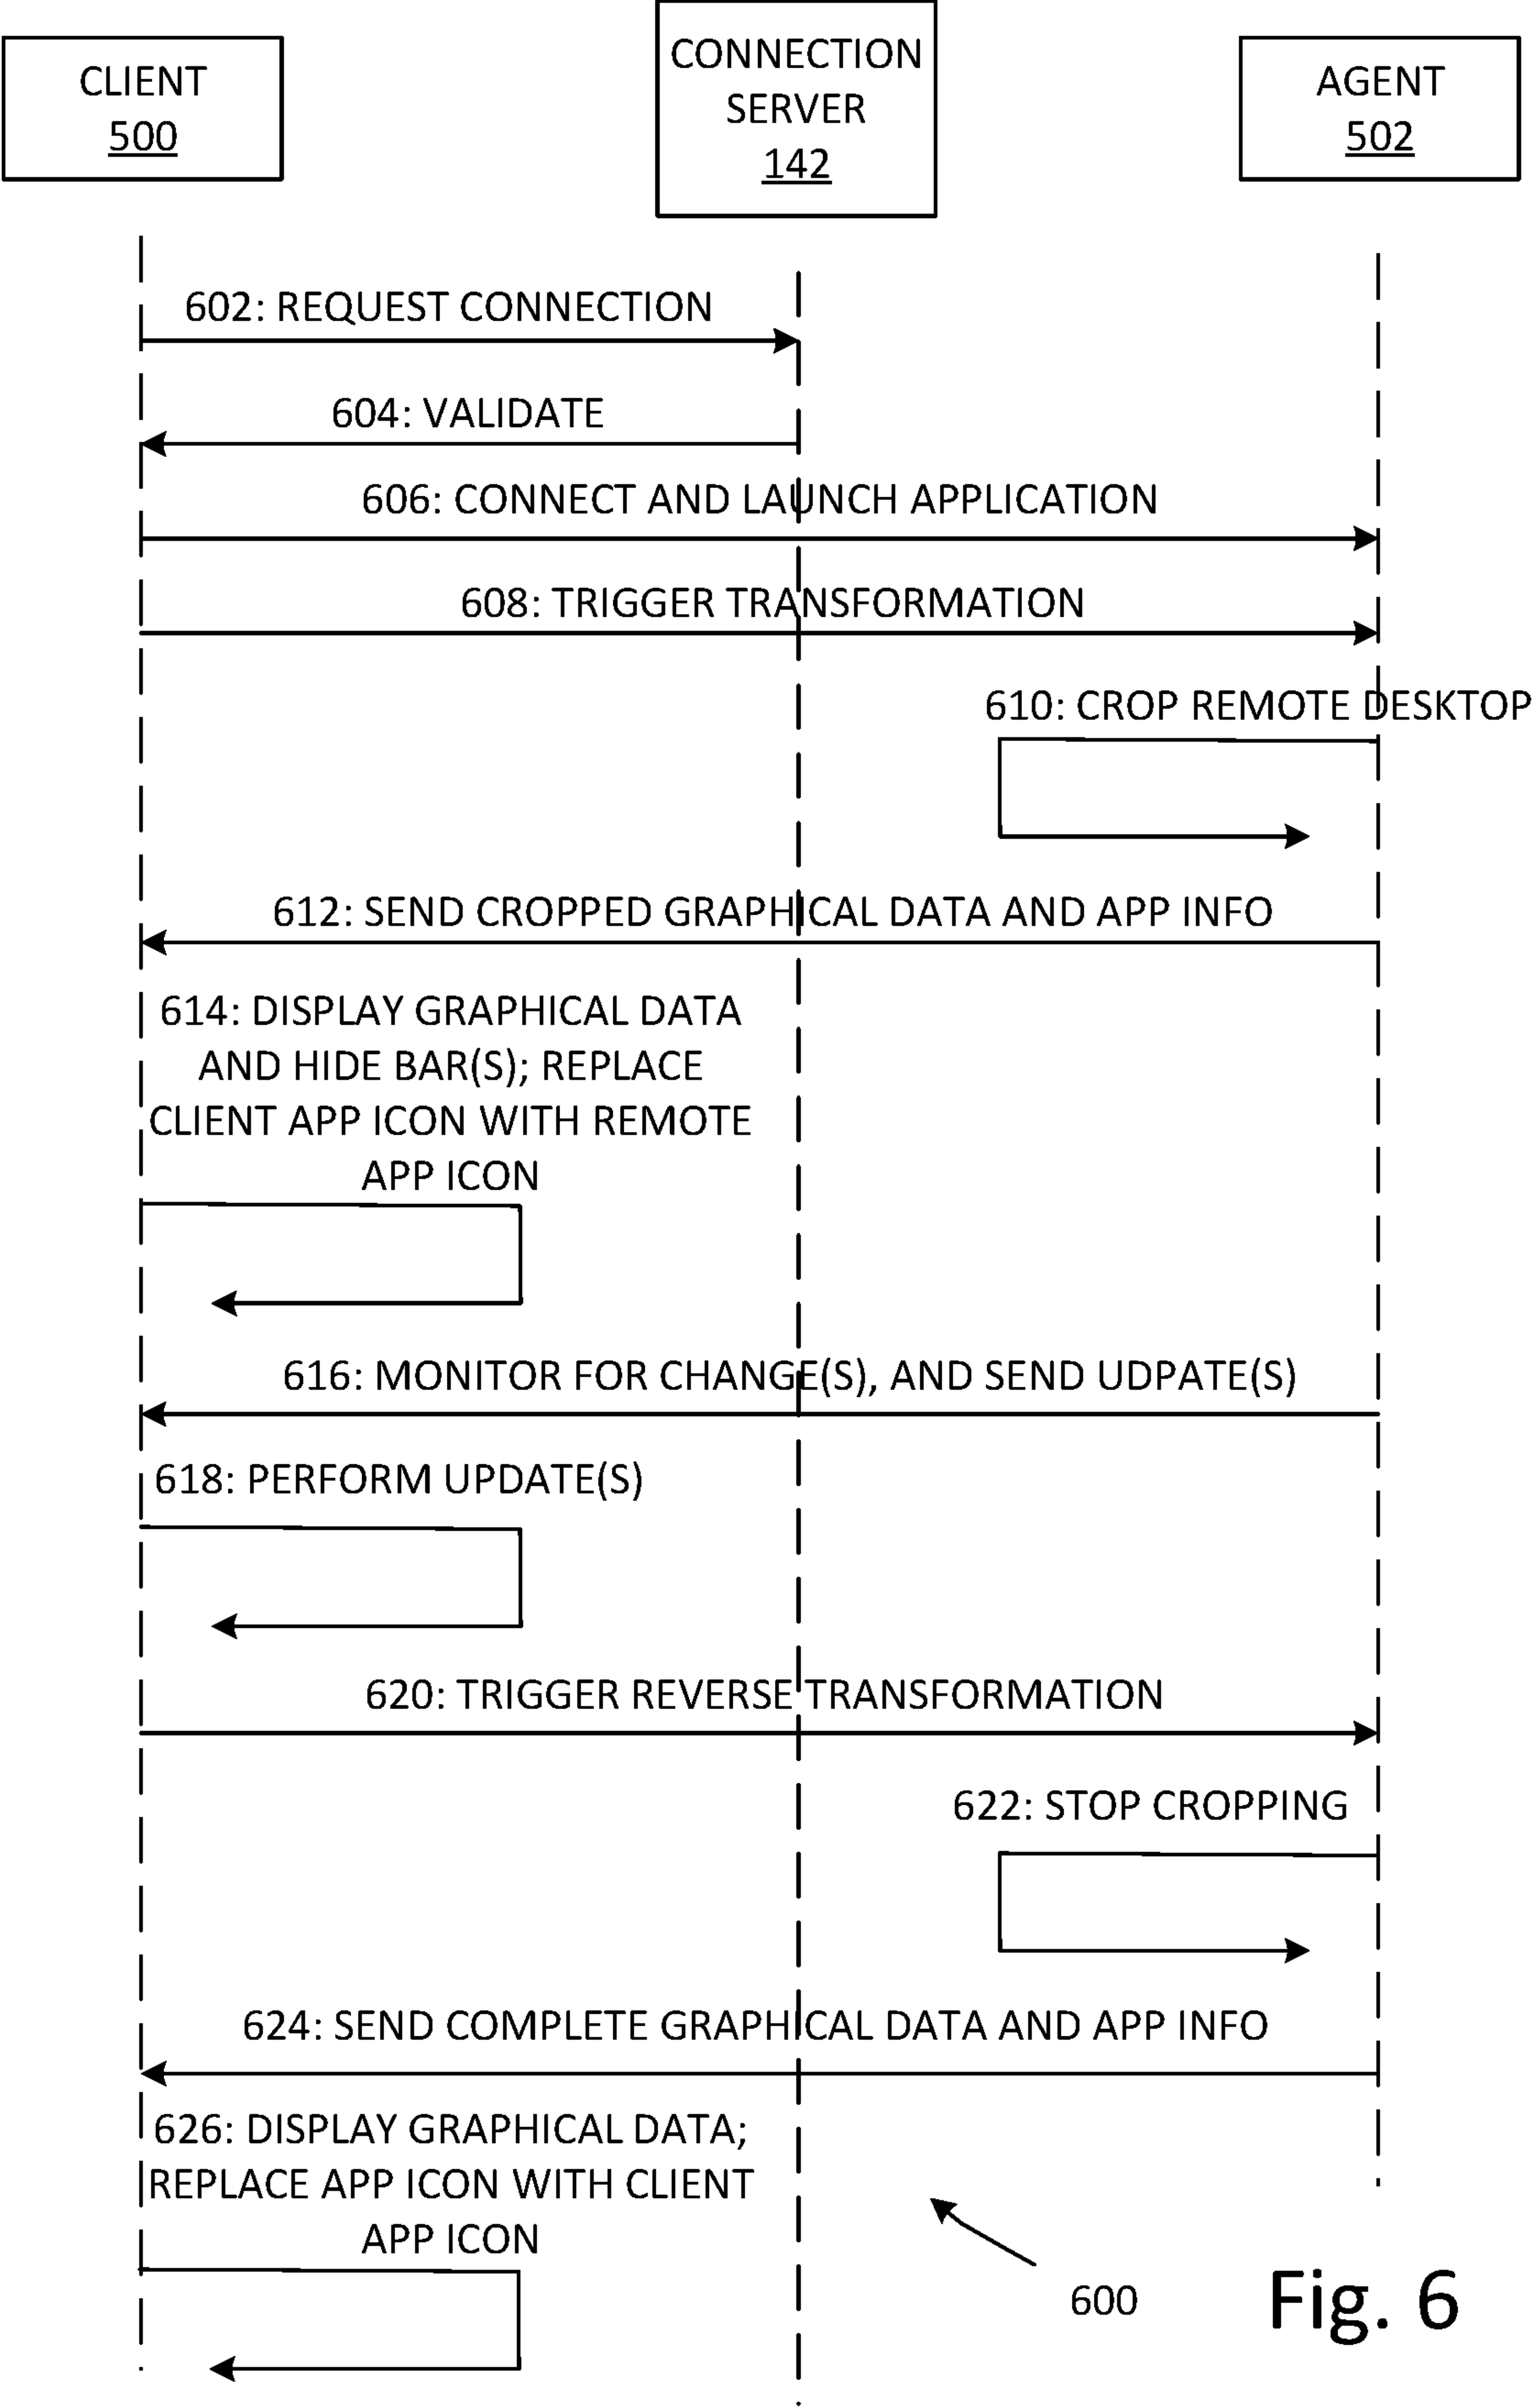 CLIENT
500
CONNECTION
SERVER
142
AGENT
502
602: REQUEST CONNECTION
604: VALIDATE
606: CONNECT AND LAUNCH APPLICATION
608: TRIGGER TRANSFORMATION
610: CROP REMOTE DESKTOP
612: SEND CROPPED GRAPHICAL DATA AND APP INFO
614: DISPLAY GRAPHICAL DATA
AND HIDE BAR(S); REPLACE
CLIENT APP ICON WITH REMOTE
APP ICON
616: MONITOR FOR CHANGE(S), AND SEND UDPATE(S)
618: PERFORM UPDATE(S)
620: TRIGGER REVERSE TRANSFORMATION
622: STOP CROPPING
624: SEND COMPLETE GRAPHICAL DATA AND APP INFO
626: DISPLAY GRAPHICAL DATA;
REPLACE APP ICON WITH CLIENT
APP ICON
600
Fig. 6